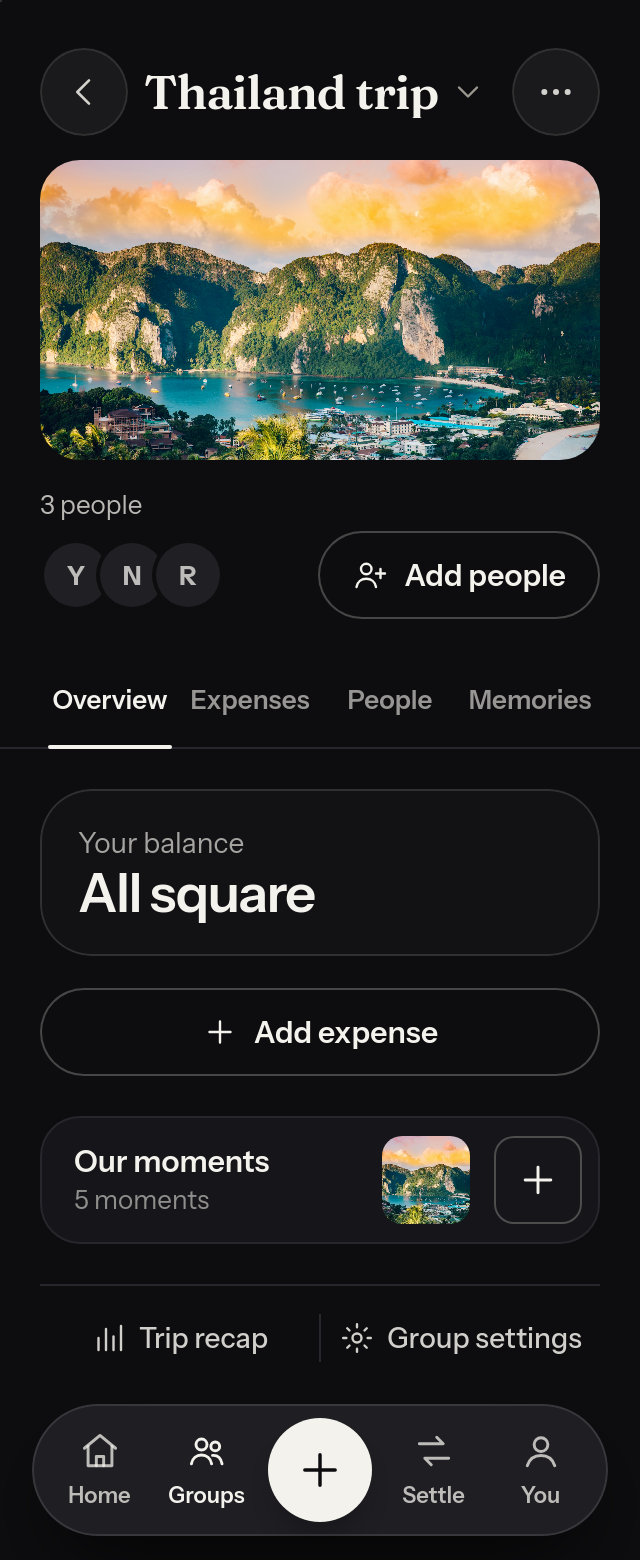 Thailand trip
3 people
Y N R
Add people
Overview Expenses People Memories
Your balance
All square
Add expense
Our moments
5 moments
Trip recap Group settings
Home Groups Settle You